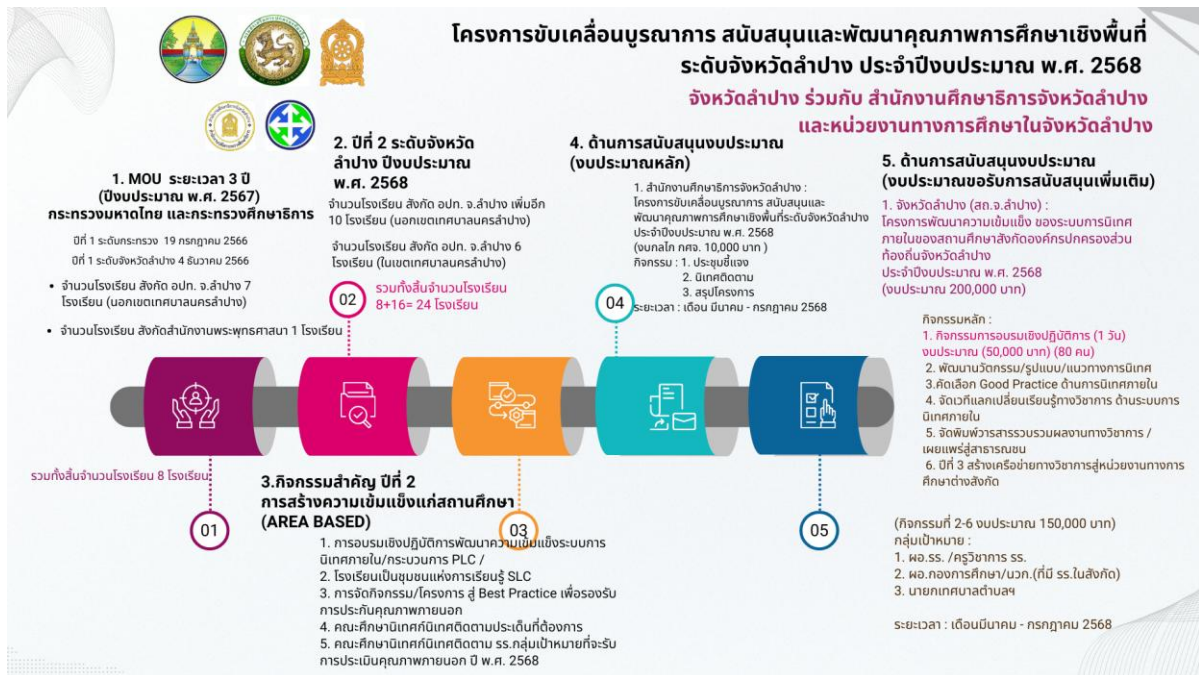 โครงการขับเคลื่อนบูรณาการ สนับสนุนและพัฒนาคุณภาพการศึกษาเชิงพื้นที่
ระดับจังหวัดลำปาง ประจำปีงบประมาณ พ.ศ. 2568
จังหวัดลำปาง ร่วมกับ สำนักงานศึกษาธิการจังหวัดลำปาง
และหน่วยงานทางการศึกษาในจังหวัดลำปาง
1. MOU ระยะเวลา 3 ปี
(ปีงบประมาณ พ.ศ. 2567)
กระทรวงมหาดไทย และกระทรวงศึกษาธิการ
ปีที่ 1 ระดับกระทรวง 19 กรกฎาคม 2566
ปีที่ 1 ระดับจังหวัดลำปาง 4 ธันวาคม 2566
• จำนวนโรงเรียน สังกัด อปท. จ.ลำปาง 7
โรงเรียน (นอกเขตเทศบาลนครลำปาง)
• จำนวนโรงเรียน สังกัดสำนักงานพระพุทธศาสนา 1 โรงเรียน
รวมทั้งสิ้นจำนวนโรงเรียน 8 โรงเรียน
01
2. ปีที่ 2 ระดับจังหวัด
ลำปาง ปีงบประมาณ
พ.ศ. 2568
จำนวนโรงเรียน สังกัด อปท. จ.ลำปาง เพิ่มอีก
10 โรงเรียน (นอกเขตเทศบาลนครลำปาง)
จำนวนโรงเรียน สังกัด อปท. จ.ลำปาง 6
โรงเรียน (ในเขตเทศบาลนครลำปาง)
02
รวมทั้งสิ้นจำนวนโรงเรียน
8+16= 24 โรงเรียน
3.กิจกรรมสำคัญ ปีที่ 2
การสร้างความเข้มแข็งแก่สถานศึกษา
(AREA BASED)
03
1. การอบรมเชิงปฏิบัติการพัฒนาความเข้มแข็งระบบการ
นิเทศภายใน/กระบวนการ PLC /
2. โรงเรียนเป็นชุมชนแห่งการเรียนรู้ SLC
3. การจัดกิจกรรม/โครงการ สู่ Best Practice เพื่อรองรับ
การประกันคุณภาพภายนอก
4. คณะศึกษานิเทศก์นิเทศติดตามประเด็นที่ต้องการ
5. คณะศึกษานิเทศก์นิเทศติดตาม รร.กลุ่มเป้าหมายที่จะรับ
การประเมินคุณภาพภายนอก ปี พ.ศ. 2568
4. ด้านการสนับสนุนงบประมาณ
(งบประมาณหลัก)
1. สำนักงานศึกษาธิการจังหวัดลำปาง :
โครงการขับเคลื่อนบูรณาการ สนับสนุนและ
พัฒนาคุณภาพการศึกษาเชิงพื้นที่ระดับจังหวัดลำปาง
ประจำปีงบประมาณ พ.ศ. 2568
(งบกลไก กศจ. 10,000 บาท )
กิจกรรม : 1. ประชุมชี้แจง
2. นิเทศติดตาม
3. สรุปโครงการ
ระยะเวลา : เดือน มีนาคม - กรกฎาคม 2568
04
5. ด้านการสนับสนุนงบประมาณ
(งบประมาณขอรับการสนับสนุนเพิ่มเติม)
1. จังหวัดลำปาง (สถ.จ.ลำปาง) :
โครงการพัฒนาความเข้มแข็ง ของระบบการนิเทศ
ภายในของสถานศึกษาสังกัดองค์กรปกครองส่วน
ท้องถิ่นจังหวัดลำปาง
ประจำปีงบประมาณ พ.ศ. 2568
(งบประมาณ 200,000 บาท)
กิจกรรมหลัก :
1. กิจกรรมการอบรมเชิงปฏิบัติการ (1 วัน)
งบประมาณ (50,000 บาท) (80 คน)
2. พัฒนานวัตกรรม/รูปแบบ/แนวทางการนิเทศ
3.คัดเลือก Good Practice ด้านการนิเทศภายใน
4. จัดเวทีแลกเปลี่ยนเรียนรู้ทางวิชาการ ด้านระบบการ
นิเทศภายใน
5. จัดพิมพ์วารสารรวบรวมผลงานทางวิชาการ /
เผยแพร่สู่สาธารณชน
6. ปีที่ 3 สร้างเครือข่ายทางวิชาการสู่หน่วยงานทางการ
ศึกษาต่างสังกัด
05
(กิจกรรมที่ 2-6 งบประมาณ 150,000 บาท)
กลุ่มเป้าหมาย :
1. ผอ.รร. /ครูวิชาการ รร.
2. ผอ.กองการศึกษา/นวก.(ที่มี รร.ในสังกัด)
3. นายกเทศบาลตำบลฯ
ระยะเวลา : เดือนมีนาคม - กรกฎาคม 2568